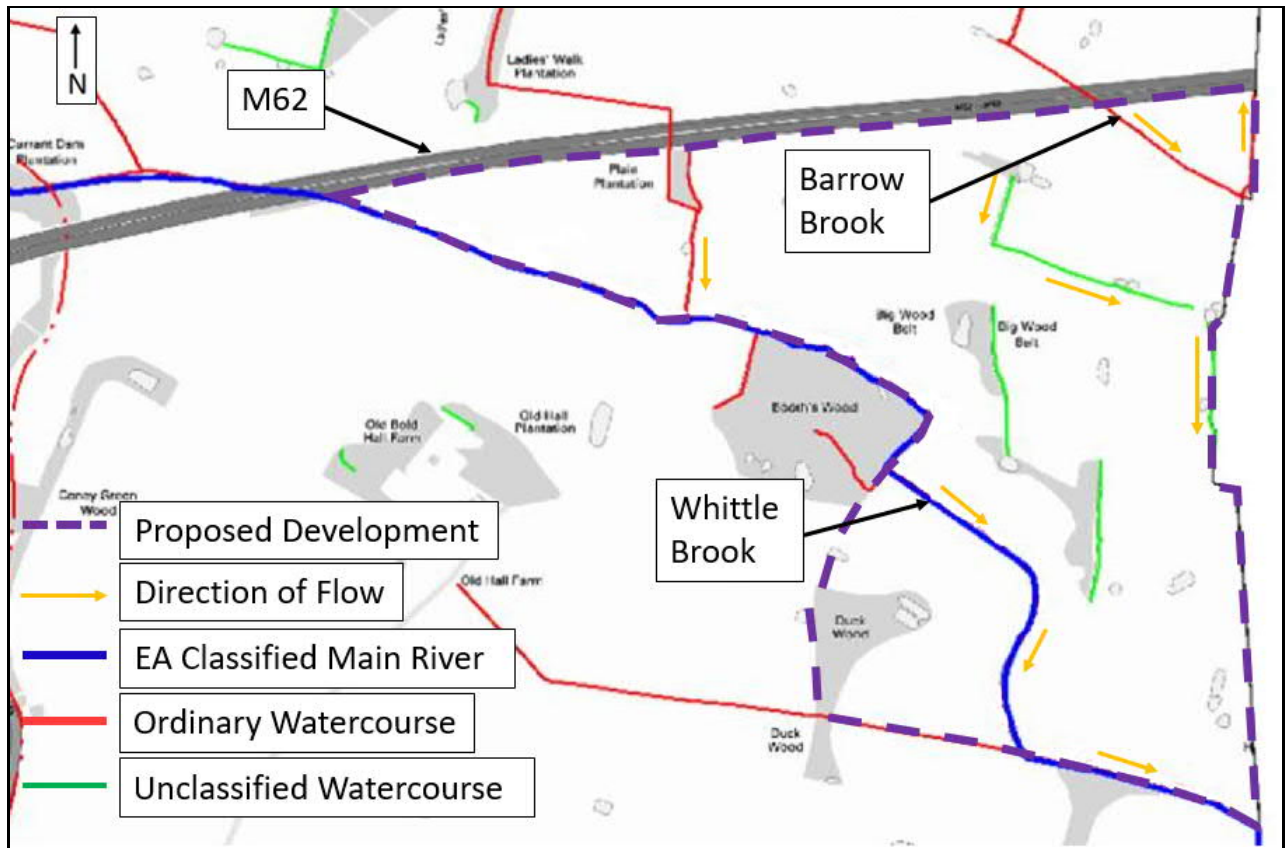 N
M62
Ladies'
Ladies' Walk
Plantation
Currant Dam
Plantation
Plain
Plantation
Barrow
Brook
Big Wood
Belt
Big Wood
Belt
Booth's Wood
Old Bold
Hall Farm
Old Hall
Plantation
Coney Green
Wood
Whittle
Brook
Old Hall Farm
Duck
Wood
Duck
Wood
Proposed Development
Direction of Flow
EA Classified Main River
Ordinary Watercourse
Unclassified Watercourse